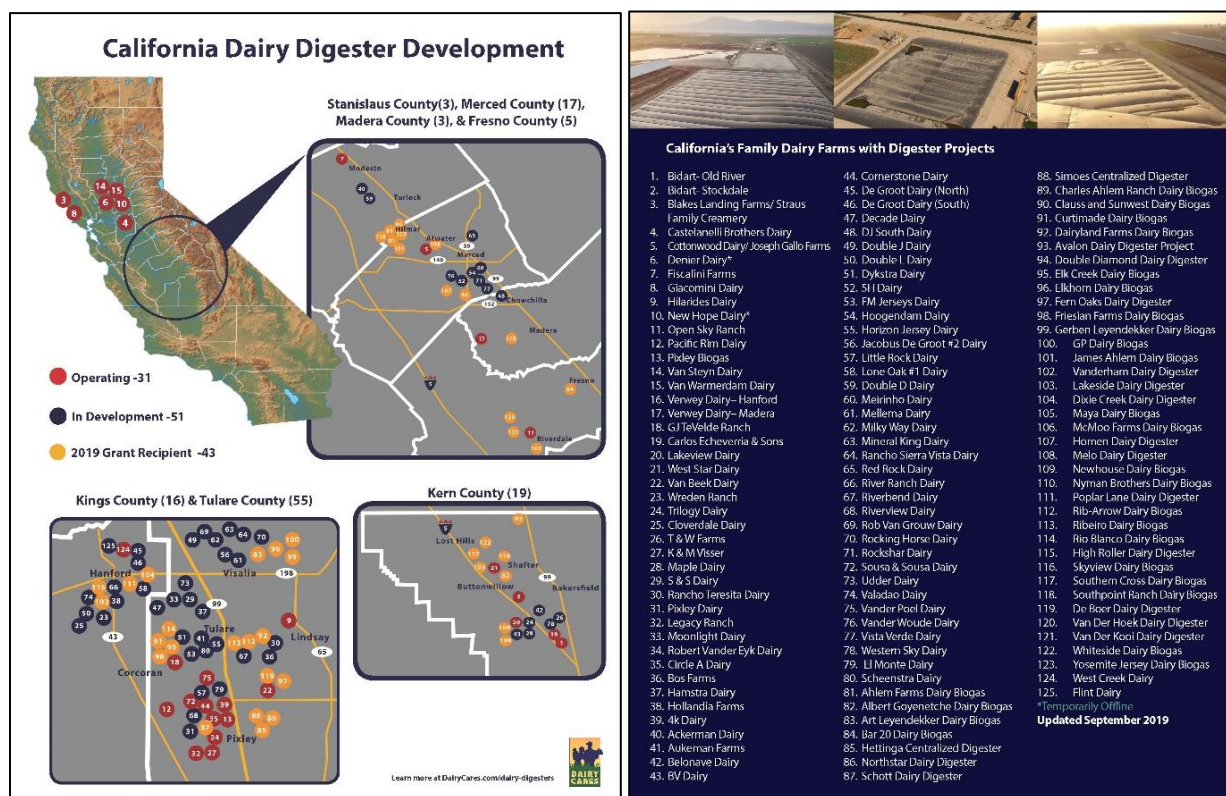 California Dairy Digester Development
Stanislaus County(3), Merced County (17),
Madera County (3), & Fresno County (5)
Modesto
Turlock
Hilmar
Atwater
Merced
Chowchilla
Madera
Fresno
Riverdale
Operating -31
In Development -51
2019 Grant Recipient -43
Kings County (16) & Tulare County (55)
Hanford
Visalia
Tulare
Lindsay
Corcoran
Pixley
Kern County (19)
Lost Hills
Shafter
Buttonwillow
Bakersfield
Learn more at DairyCares.com/dairy-digesters
DAIRY
CARES
California's Family Dairy Farms with Digester Projects
1. Bidart- Old River
2. Bidart- Stockdale
3. Blakes Landing Farms/ Straus
Family Creamery
4. Castelanelli Brothers Dairy
5. Cottonwood Dairy/ Joseph Gallo Farms
6. Denier Dairy*
7. Fiscalini Farms
8. Giacomini Dairy
9. Hilarides Dairy
10. New Hope Dairy*
11. Open Sky Ranch
12. Pacific Rim Dairy
13. Pixley Biogas
14. Van Steyn Dairy
15. Van Warmerdam Dairy
16. Verwey Dairy– Hanford
17. Verwey Dairy– Madera
18. GJ TeVelde Ranch
19. Carlos Echeverria & Sons
20. Lakeview Dairy
21. West Star Dairy
22. Van Beek Dairy
23. Wreden Ranch
24. Trilogy Dairy
25. Cloverdale Dairy
26. T & W Farms
27. K & M Visser
28. Maple Dairy
29. S & S Dairy
30. Rancho Teresita Dairy
31. Pixley Dairy
32. Legacy Ranch
33. Moonlight Dairy
34. Robert Vander Eyk Dairy
35. Circle A Dairy
36. Bos Farms
37. Hamstra Dairy
38. Hollandia Farms
39. 4k Dairy
40. Ackerman Dairy
41. Aukeman Farms
42. Belonave Dairy
43. BV Dairy
44. Cornerstone Dairy
45. De Groot Dairy (North)
46. De Groot Dairy (South)
47. Decade Dairy
48. DJ South Dairy
49. Double J Dairy
50. Double L Dairy
51. Dykstra Dairy
52. 5H Dairy
53. FM Jerseys Dairy
54. Hoogendam Dairy
55. Horizon Jersey Dairy
56. Jacobus De Groot #2 Dairy
57. Little Rock Dairy
58. Lone Oak #1 Dairy
59. Double D Dairy
60. Meirinho Dairy
61. Mellema Dairy
62. Milky Way Dairy
63. Mineral King Dairy
64. Rancho Sierra Vista Dairy
65. Red Rock Dairy
66. River Ranch Dairy
67. Riverbend Dairy
68. Riverview Dairy
69. Rob Van Grouw Dairy
70. Rocking Horse Dairy
71. Rockshar Dairy
72. Sousa & Sousa Dairy
73. Udder Dairy
74. Valadao Dairy
75. Vander Poel Dairy
76. Vander Woude Dairy
77. Vista Verde Dairy
78. Western Sky Dairy
79. El Monte Dairy
80. Scheenstra Dairy
81. Ahlem Farms Dairy Biogas
82. Albert Goyenetche Dairy Biogas
83. Art Leyendekker Dairy Biogas
84. Bar 20 Dairy Biogas
85. Hettinga Centralized Digester
86. Northstar Dairy Digester
87. Schott Dairy Digester
88. Simoes Centralized Digester
89. Charles Ahlem Ranch Dairy Biogas
90. Clauss and Sunwest Dairy Biogas
91. Curtimade Dairy Biogas
92. Dairyland Farms Dairy Biogas
93. Avalon Dairy Digester Project
94. Double Diamond Dairy Digester
95. Elk Creek Dairy Biogas
96. Elkhorn Dairy Biogas
97. Fern Oaks Dairy Digester
98. Friesian Farms Dairy Biogas
99. Gerben Leyendekker Dairy Biogas
100. GP Dairy Biogas
101. James Ahlem Dairy Biogas
102. Vanderham Dairy Digester
103. Lakeside Dairy Digester
104. Dixie Creek Dairy Digester
105. Maya Dairy Biogas
106. McMoo Farms Dairy Biogas
107. Homen Dairy Digester
108. Melo Dairy Digester
109. Newhouse Dairy Biogas
110. Nyman Brothers Dairy Biogas
111. Poplar Lane Dairy Digester
112. Rib-Arrow Dairy Biogas
113. Ribeiro Dairy Biogas
114. Rio Blanco Dairy Biogas
115. High Roller Dairy Digester
116. Skyview Dairy Biogas
117. Southern Cross Dairy Biogas
118. Southpoint Ranch Dairy Biogas
119. De Boer Dairy Digester
120. Van Der Hoek Dairy Digester
121. Van Der Kooi Dairy Digester
122. Whiteside Dairy Biogas
123. Yosemite Jersey Dairy Biogas
124. West Creek Dairy
125. Flint Dairy
*Temporarily Offline
Updated September 2019